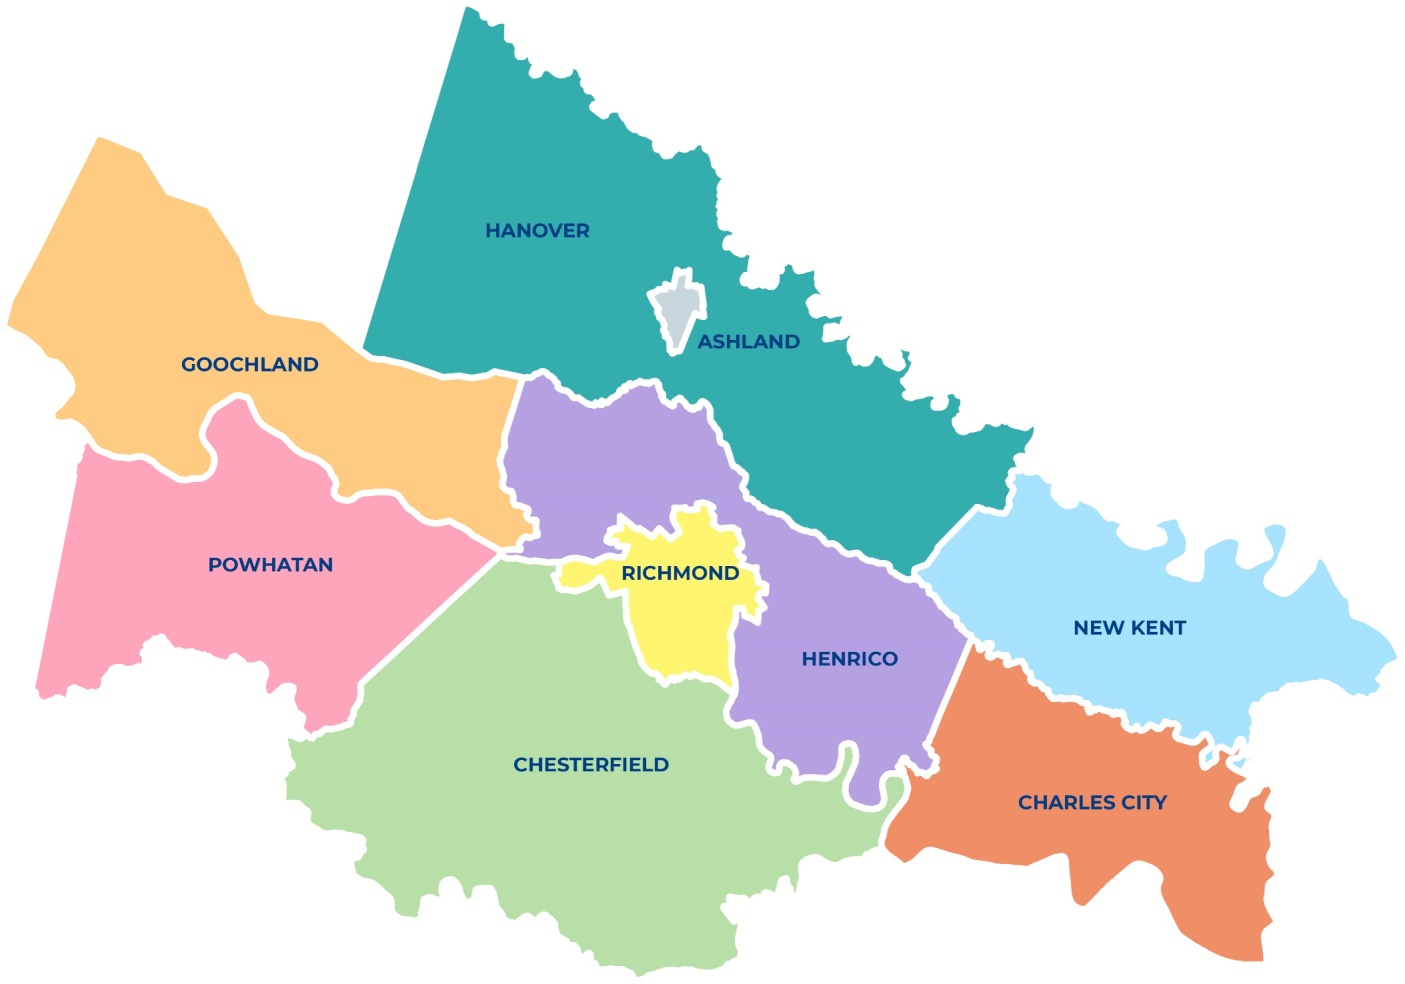 HANOVER
ASHLAND
GOOCHLAND
POWHATAN
RICHMOND
NEW KENT
HENRICO
CHESTERFIELD
CHARLES CITY